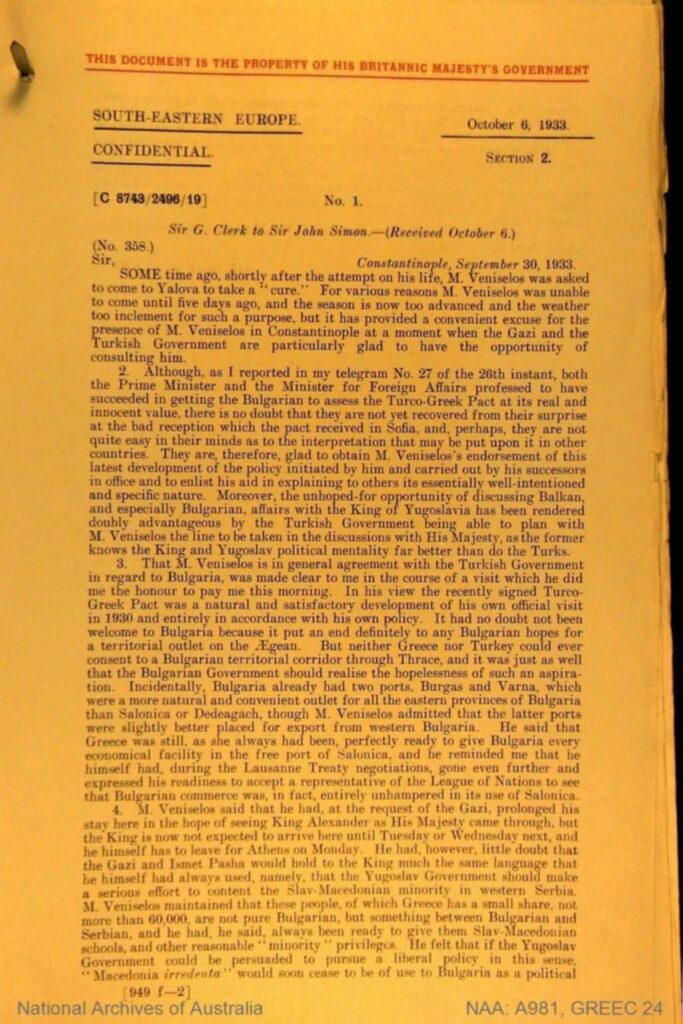 THIS DOCUMENT IS THE PROPERTY OF HIS BRITANNIC MAJESTY'S GOVERNMENT
SOUTH-EASTERN EUROPE.
October 6, 1933.
CONFIDENTIAL.
SECTION 2.
[C 8743/2496/19]
No. 1.
Sir G. Clerk to Sir John Simon.—(Received October 6.)
(No. 358.)
Sir,
Constantinople, September 30, 1933.
SOME time ago, shortly after the attempt on his life, M. Veniselos was asked
to come to Yalova to take a "cure." For various reasons M. Veniselos was unable
to come until five days ago, and the season is now too advanced and the weather
too inclement for such a purpose, but it has provided a convenient excuse for the
presence of M. Veniselos in Constantinople at a moment when the Gazi and the
Turkish Government are particularly glad to have the opportunity of
consulting him.
2. Although, as I reported in my telegram No. 27 of the 26th instant, both
the Prime Minister and the Minister for Foreign Affairs professed to have
succeeded in getting the Bulgarian to assess the Turco-Greek Pact at its real and
innocent value, there is no doubt that they are not yet recovered from their surprise
at the bad reception which the pact received in Sofia, and, perhaps, they are not
quite easy in their minds as to the interpretation that may be put upon it in other
countries. They are, therefore, glad to obtain M. Veniselos's endorsement of this
latest development of the policy initiated by him and carried out by his successors
in office and to enlist his aid in explaining to others its essentially well-intentioned
and specific nature. Moreover, the unhoped-for opportunity of discussing Balkan,
and especially Bulgarian, affairs with the King of Yugoslavia has been rendered
doubly advantageous by the Turkish Government being able to plan with
M. Veniselos the line to be taken in the discussions with His Majesty, as the former
knows the King and Yugoslav political mentality far better than do the Turks.
3. That M. Veniselos is in general agreement with the Turkish Government
in regard to Bulgaria, was made clear to me in the course of a visit which he did
me the honour to pay me this morning. In his view the recently signed Turco-
Greek Pact was a natural and satisfactory development of his own official visit
in 1930 and entirely in accordance with his own policy. It had no doubt not been
welcome to Bulgaria because it put an end definitely to any Bulgarian hopes for
a territorial outlet on the Ægean. But neither Greece nor Turkey could ever
consent to a Bulgarian territorial corridor through Thrace, and it was just as well
that the Bulgarian Government should realise the hopelessness of such an aspira-
tion. Incidentally, Bulgaria already had two ports, Burgas and Varna, which
were a more natural and convenient outlet for all the eastern provinces of Bulgaria
than Salonica or Dedeagach, though M. Veniselos admitted that the latter ports
were slightly better placed for export from western Bulgaria. He said that
Greece was still, as she always had been, perfectly ready to give Bulgaria every
economical facility in the free port of Salonica, and he reminded me that he
himself had, during the Lausanne Treaty negotiations, gone even further and
expressed his readiness to accept a representative of the League of Nations to see
that Bulgarian commerce was, in fact, entirely unhampered in its use of Salonica.
4. M. Veniselos said that he had, at the request of the Gazi, prolonged his
stay here in the hope of seeing King Alexander as His Majesty came through, but
the King is now not expected to arrive here until Tuesday or Wednesday next, and
he himself has to leave for Athens on Monday. He had, however, little doubt that
the Gazi and Ismet Pasha would hold to the King much the same language that
he himself had always used, namely, that the Yugoslav Government should make
a serious effort to content the Slav-Macedonian minority in western Serbia.
M. Veniselos maintained that these people, of which Greece has a small share, not
more than 60,000, are not pure Bulgarian, but something between Bulgarian and
Serbian, and he had, he said, always been ready to give them Slav-Macedonian
schools, and other reasonable "minority" privileges. He felt that if the Yugoslav
Government could be persuaded to pursue a liberal policy in this sense,
"Macedonia irredenta" would soon cease to be of use to Bulgaria as a political
[949 f—2]
National Archives of Australia
NAA: A981, GREEC 24